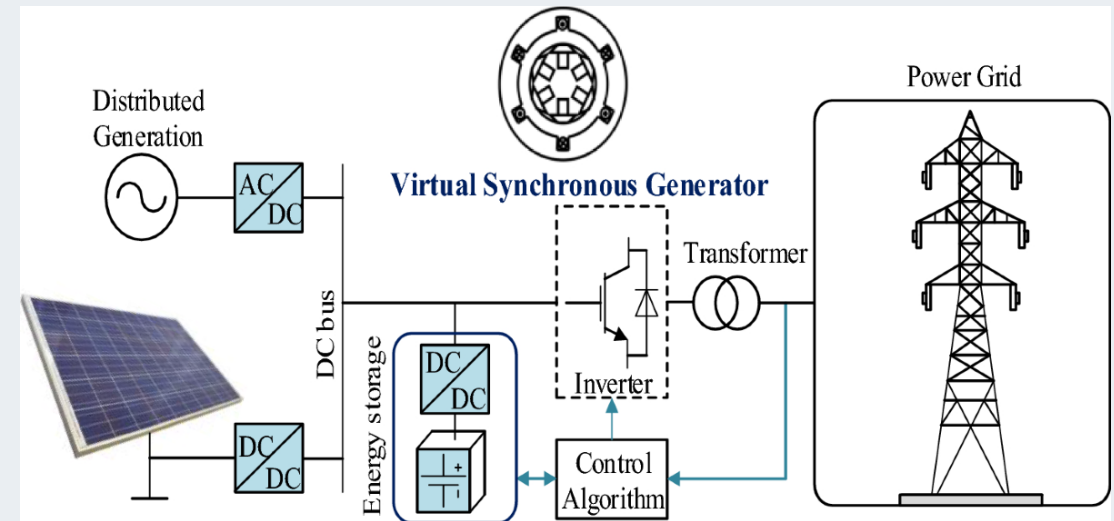 Distributed
Generation
AC
DC
Virtual Synchronous Generator
Power Grid
Transformer
DC bus
Energy storage
DC
DC
Inverter
DC
DC
+
-
Control
Algorithm